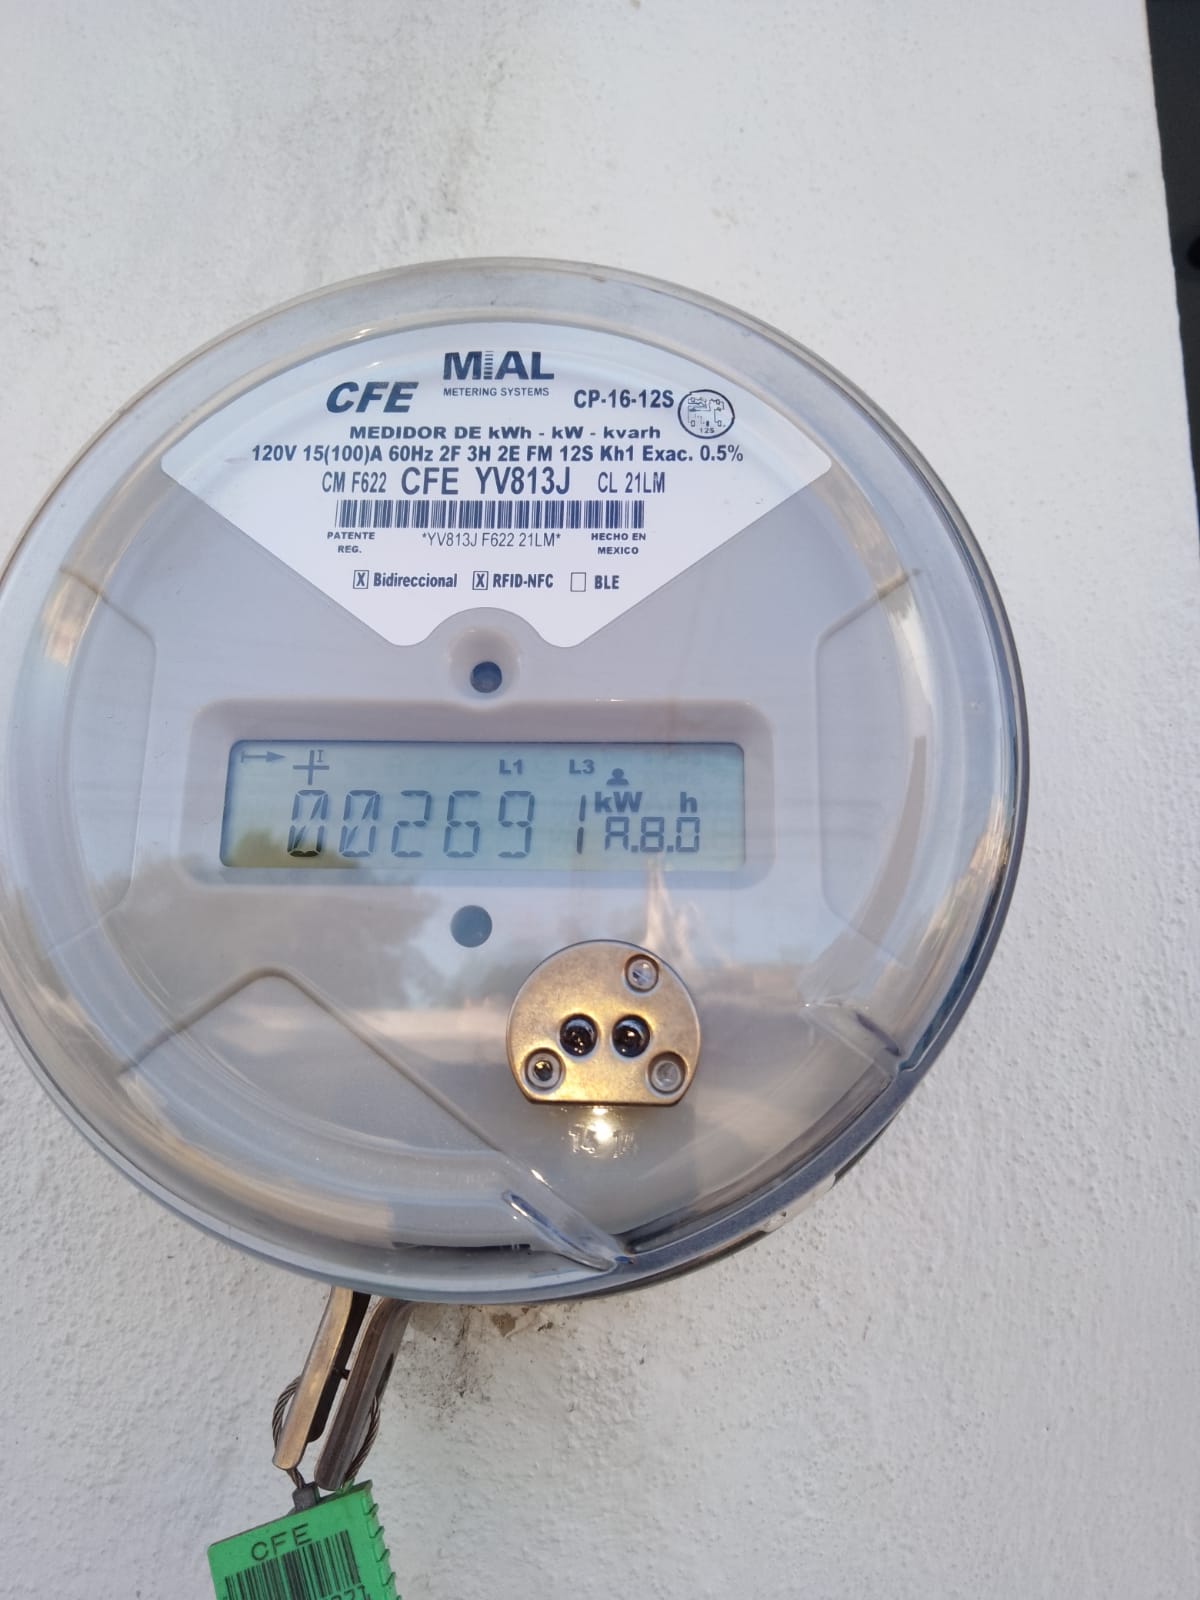 MIAL
METERING SYSTEMS
CFE
CP-16-12S
12S
MEDIDOR DE kWh - kW - kvarh
120V 15(100)A 60Hz 2F 3H 2E FM 12S Kh1 Exac. 0.5%
CM F622 CFE YV813J CL 21LM
PATENTE REG.
*YV813J F622 21LM*
HECHO EN MEXICO
X Bidireccional X RFID-NFC BLE
L1 L3
kW h
002691 A.8.0
CFE